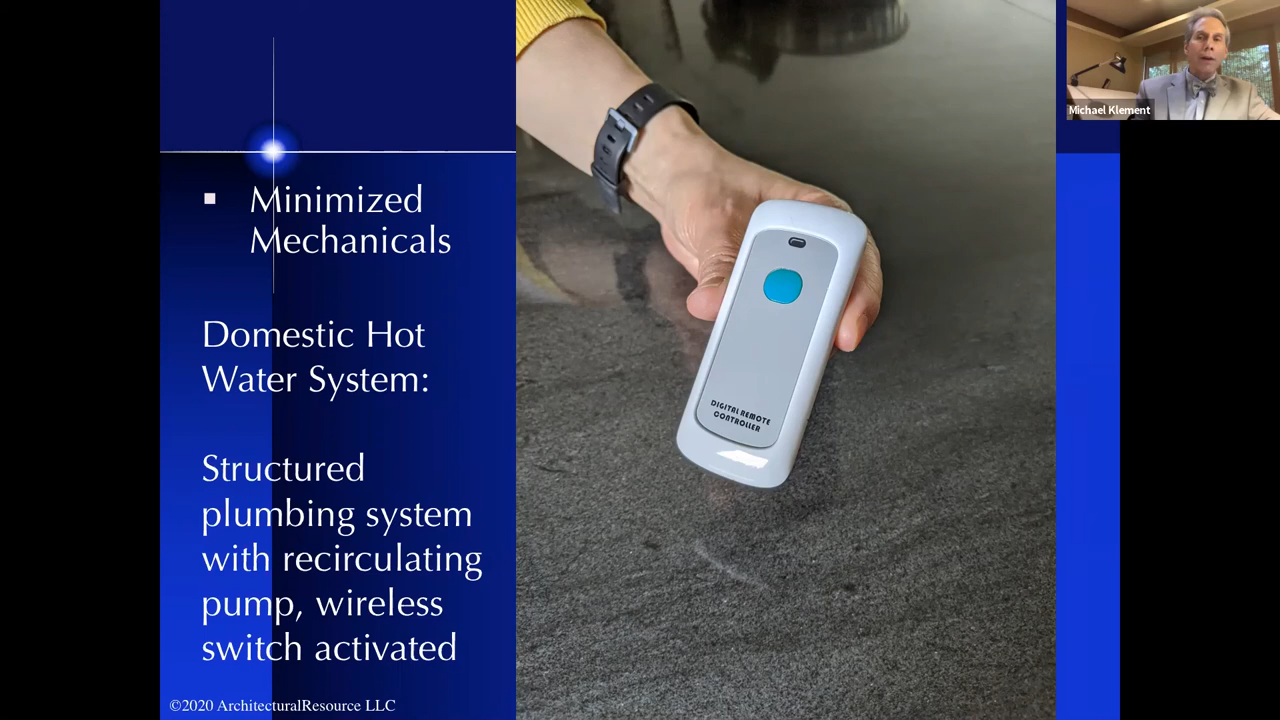 Michael Klement
Minimized
Mechanicals
Domestic Hot
Water System:
Structured
plumbing system
with recirculating
pump, wireless
switch activated
DIGITAL REMOTE
CONTROLLER
©2020 ArchitecturalResource LLC